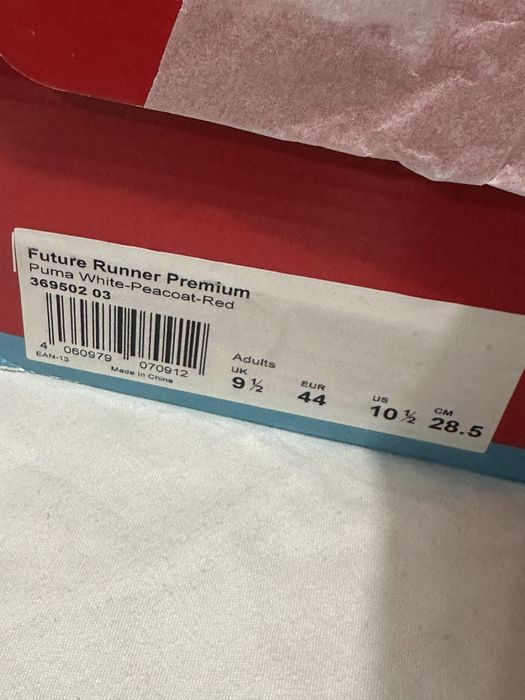 Future Runner Premium
Puma White-Peacoat-Red
369502 03
4 060979 070912
EAN-13
Made in China
Adults
UK
9 ½
EUR
44
US
10 ½
CM
28.5